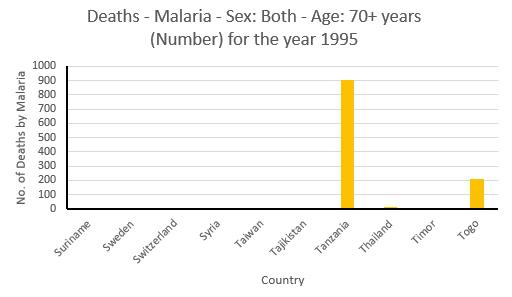 Deaths - Malaria - Sex: Both - Age: 70+ years
(Number) for the year 1995
No. of Deaths by Malaria
1000
900
800
700
600
500
400
300
200
100
0
Suriname
Sweden
Switzerland
Syria
Taiwan
Tajikistan
Tanzania
Thailand
Timor
Togo
Country